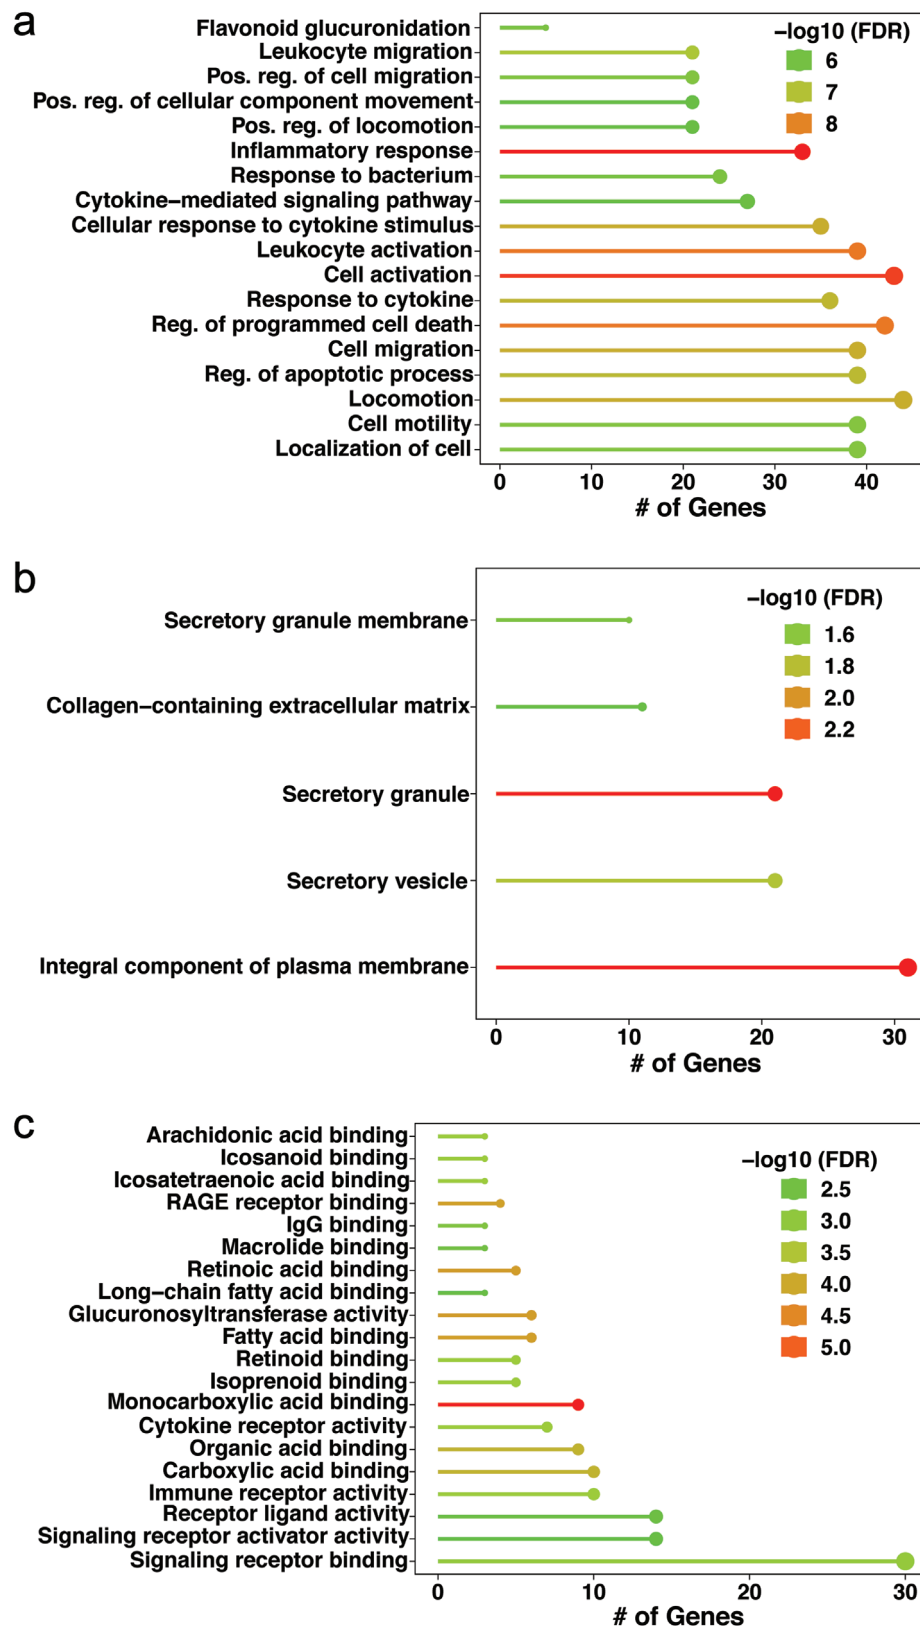 a
Flavonoid glucuronidation
Leukocyte migration
Pos. reg. of cell migration
Pos. reg. of cellular component movement
Pos. reg. of locomotion
Inflammatory response
Response to bacterium
Cytokine−mediated signaling pathway
Cellular response to cytokine stimulus
Leukocyte activation
Cell activation
Response to cytokine
Reg. of programmed cell death
Cell migration
Reg. of apoptotic process
Locomotion
Cell motility
Localization of cell
−log10 (FDR)
6
7
8
0 10 20 30 40
# of Genes
b
Secretory granule membrane
Collagen−containing extracellular matrix
Secretory granule
Secretory vesicle
Integral component of plasma membrane
−log10 (FDR)
1.6
1.8
2.0
2.2
0 10 20 30
# of Genes
c
Arachidonic acid binding
Icosanoid binding
Icosatetraenoic acid binding
RAGE receptor binding
IgG binding
Macrolide binding
Retinoic acid binding
Long−chain fatty acid binding
Glucuronosyltransferase activity
Fatty acid binding
Retinoid binding
Isoprenoid binding
Monocarboxylic acid binding
Cytokine receptor activity
Organic acid binding
Carboxylic acid binding
Immune receptor activity
Receptor ligand activity
Signaling receptor activator activity
Signaling receptor binding
−log10 (FDR)
2.5
3.0
3.5
4.0
4.5
5.0
0 10 20 30
# of Genes